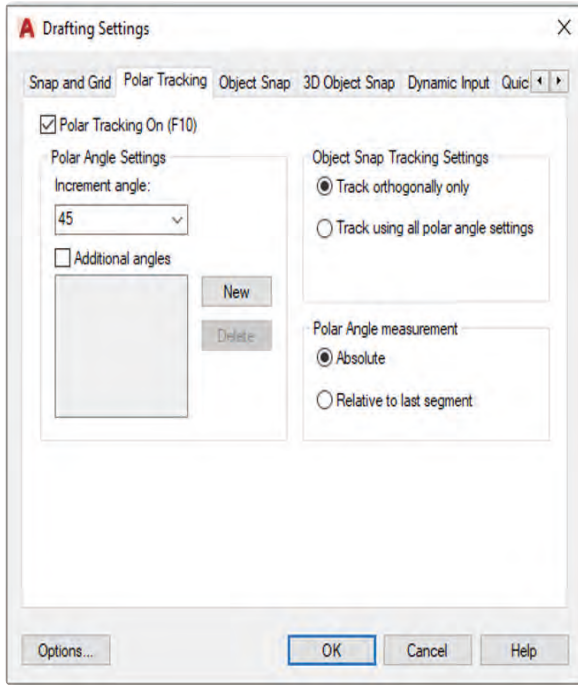 A Drafting Settings
Snap and Grid Polar Tracking Object Snap 3D Object Snap Dynamic Input Quic
Polar Tracking On (F10)
Polar Angle Settings
Increment angle:
45
Additional angles
New
Delete
Object Snap Tracking Settings
Track orthogonally only
Track using all polar angle settings
Polar Angle measurement
Absolute
Relative to last segment
Options... OK Cancel Help